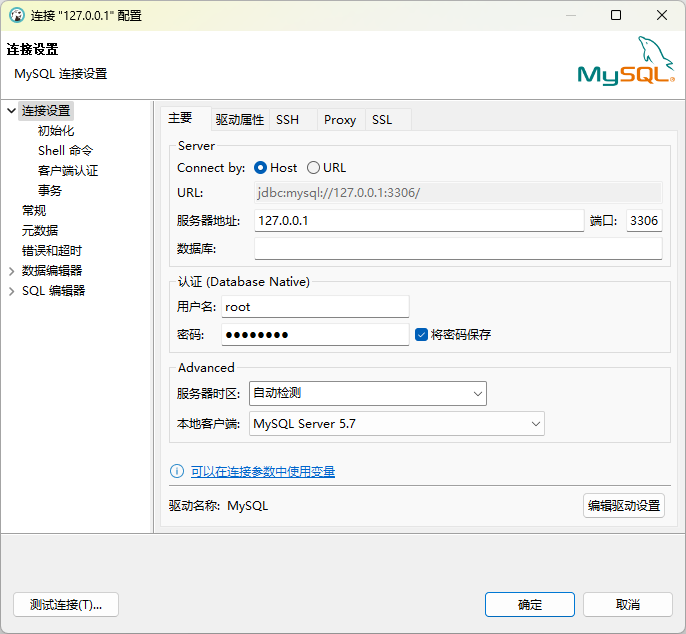 连接 "127.0.0.1" 配置
连接设置
MySQL 连接设置
MySQL®
连接设置
初始化
Shell 命令
客户端认证
事务
常规
元数据
错误和超时
数据编辑器
SQL 编辑器
主要 驱动属性 SSH Proxy SSL
Server
Connect by: Host URL
URL: jdbc:mysql://127.0.0.1:3306/
服务器地址: 127.0.0.1 端口: 3306
数据库:
认证 (Database Native)
用户名: root
密码: ●●●●●●●● 将密码保存
Advanced
服务器时区: 自动检测
本地客户端: MySQL Server 5.7
可以在连接参数中使用变量
驱动名称: MySQL 编辑驱动设置
测试连接(T)... 确定 取消